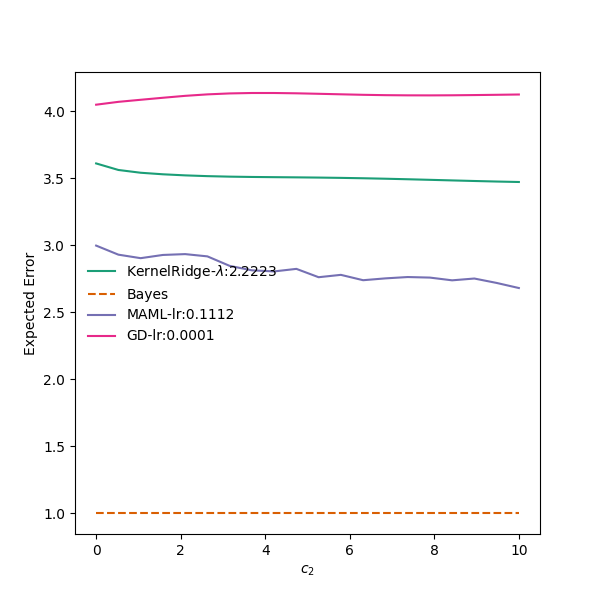 4.0
3.5
3.0
2.5
2.0
1.5
1.0
Expected Error
KernelRidge-λ:2.2223
Bayes
MAML-lr:0.1112
GD-lr:0.0001
0 2 4 6 8 10
c₂